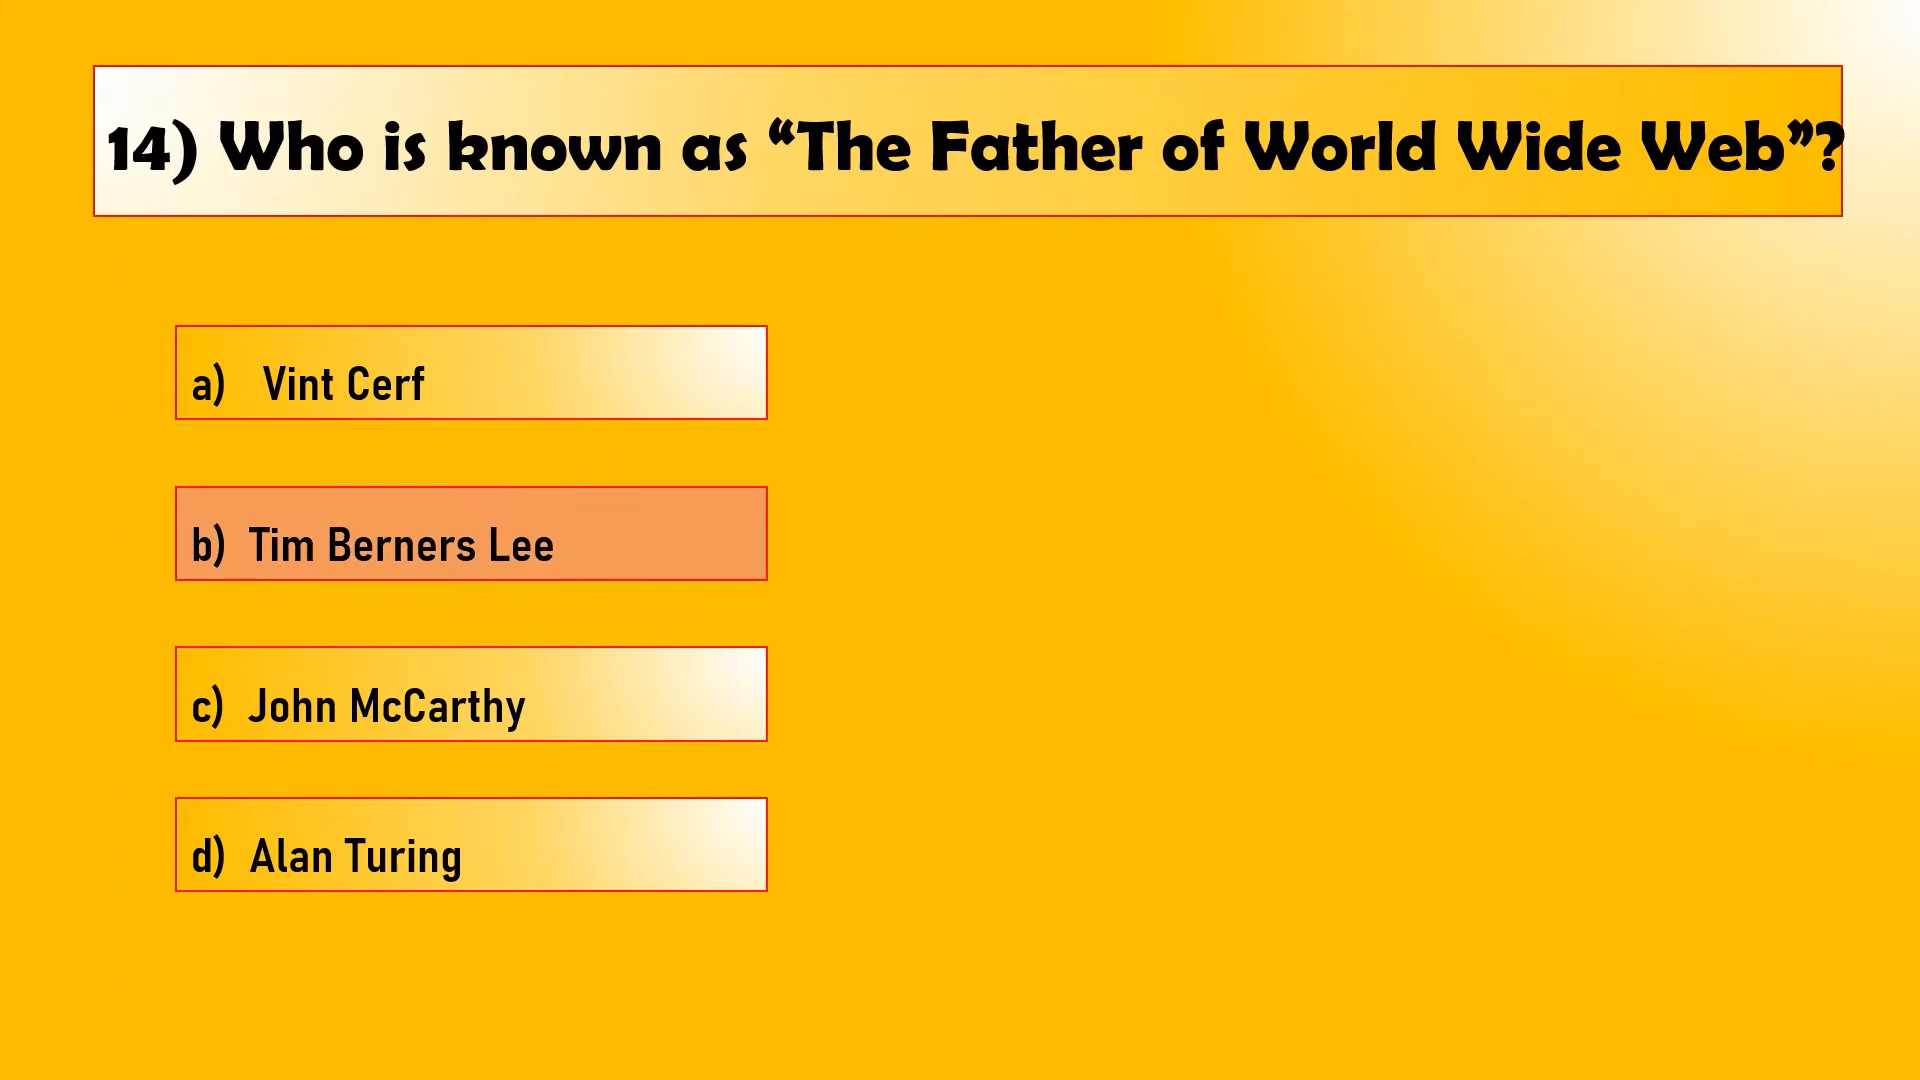 14) Who is known as “The Father of World Wide Web”?
a) Vint Cerf
b) Tim Berners Lee
c) John McCarthy
d) Alan Turing